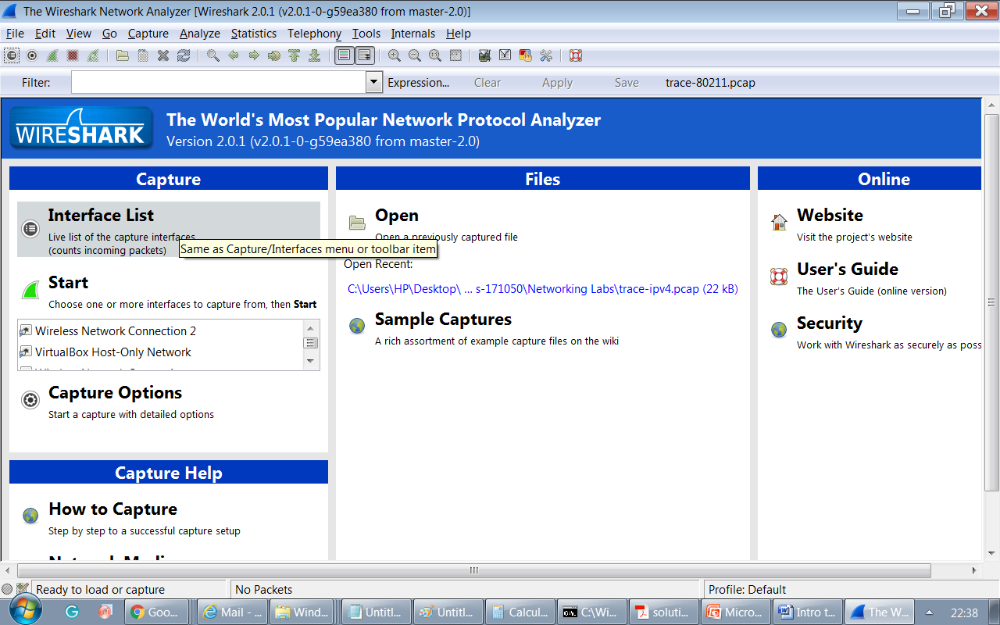 The Wireshark Network Analyzer [Wireshark 2.0.1 (v2.0.1-0-g59ea380 from master-2.0)]
File Edit View Go Capture Analyze Statistics Telephony Tools Internals Help
Filter: Expression... Clear Apply Save trace-80211.pcap
WIRESHARK
The World's Most Popular Network Protocol Analyzer
Version 2.0.1 (v2.0.1-0-g59ea380 from master-2.0)
Capture
Interface List
Live list of the capture interfaces
(counts incoming packets)
Same as Capture/Interfaces menu or toolbar item
Start
Choose one or more interfaces to capture from, then Start
Wireless Network Connection 2
VirtualBox Host-Only Network
Capture Options
Start a capture with detailed options
Capture Help
How to Capture
Step by step to a successful capture setup
Files
Open
Open a previously captured file
Open Recent:
C:\Users\HP\Desktop\ ... s-171050\Networking Labs\trace-ipv4.pcap (22 kB)
Sample Captures
A rich assortment of example capture files on the wiki
Online
Website
Visit the project's website
User's Guide
The User's Guide (online version)
Security
Work with Wireshark as securely as poss
Ready to load or capture No Packets Profile: Default
Goo... Mail - ... Wind... Untitl... Untitl... Calcul... C:\Wi... soluti... Micro... Intro t... The W... 22:38